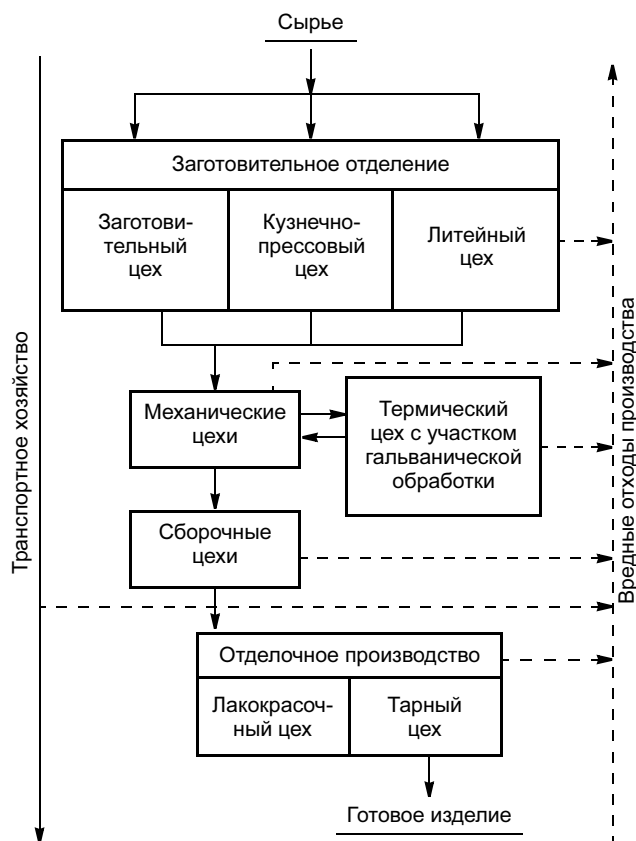 Сырье
Заготовительное отделение
Заготови-
тельный
цех
Кузнечно-
прессовый
цех
Литейный
цех
Механические
цехи
Термический
цех с участком
гальванической
обработки
Сборочные
цехи
Отделочное производство
Лакокрасоч-
ный цех
Тарный
цех
Готовое изделие
Транспортное хозяйство
Вредные отходы производства